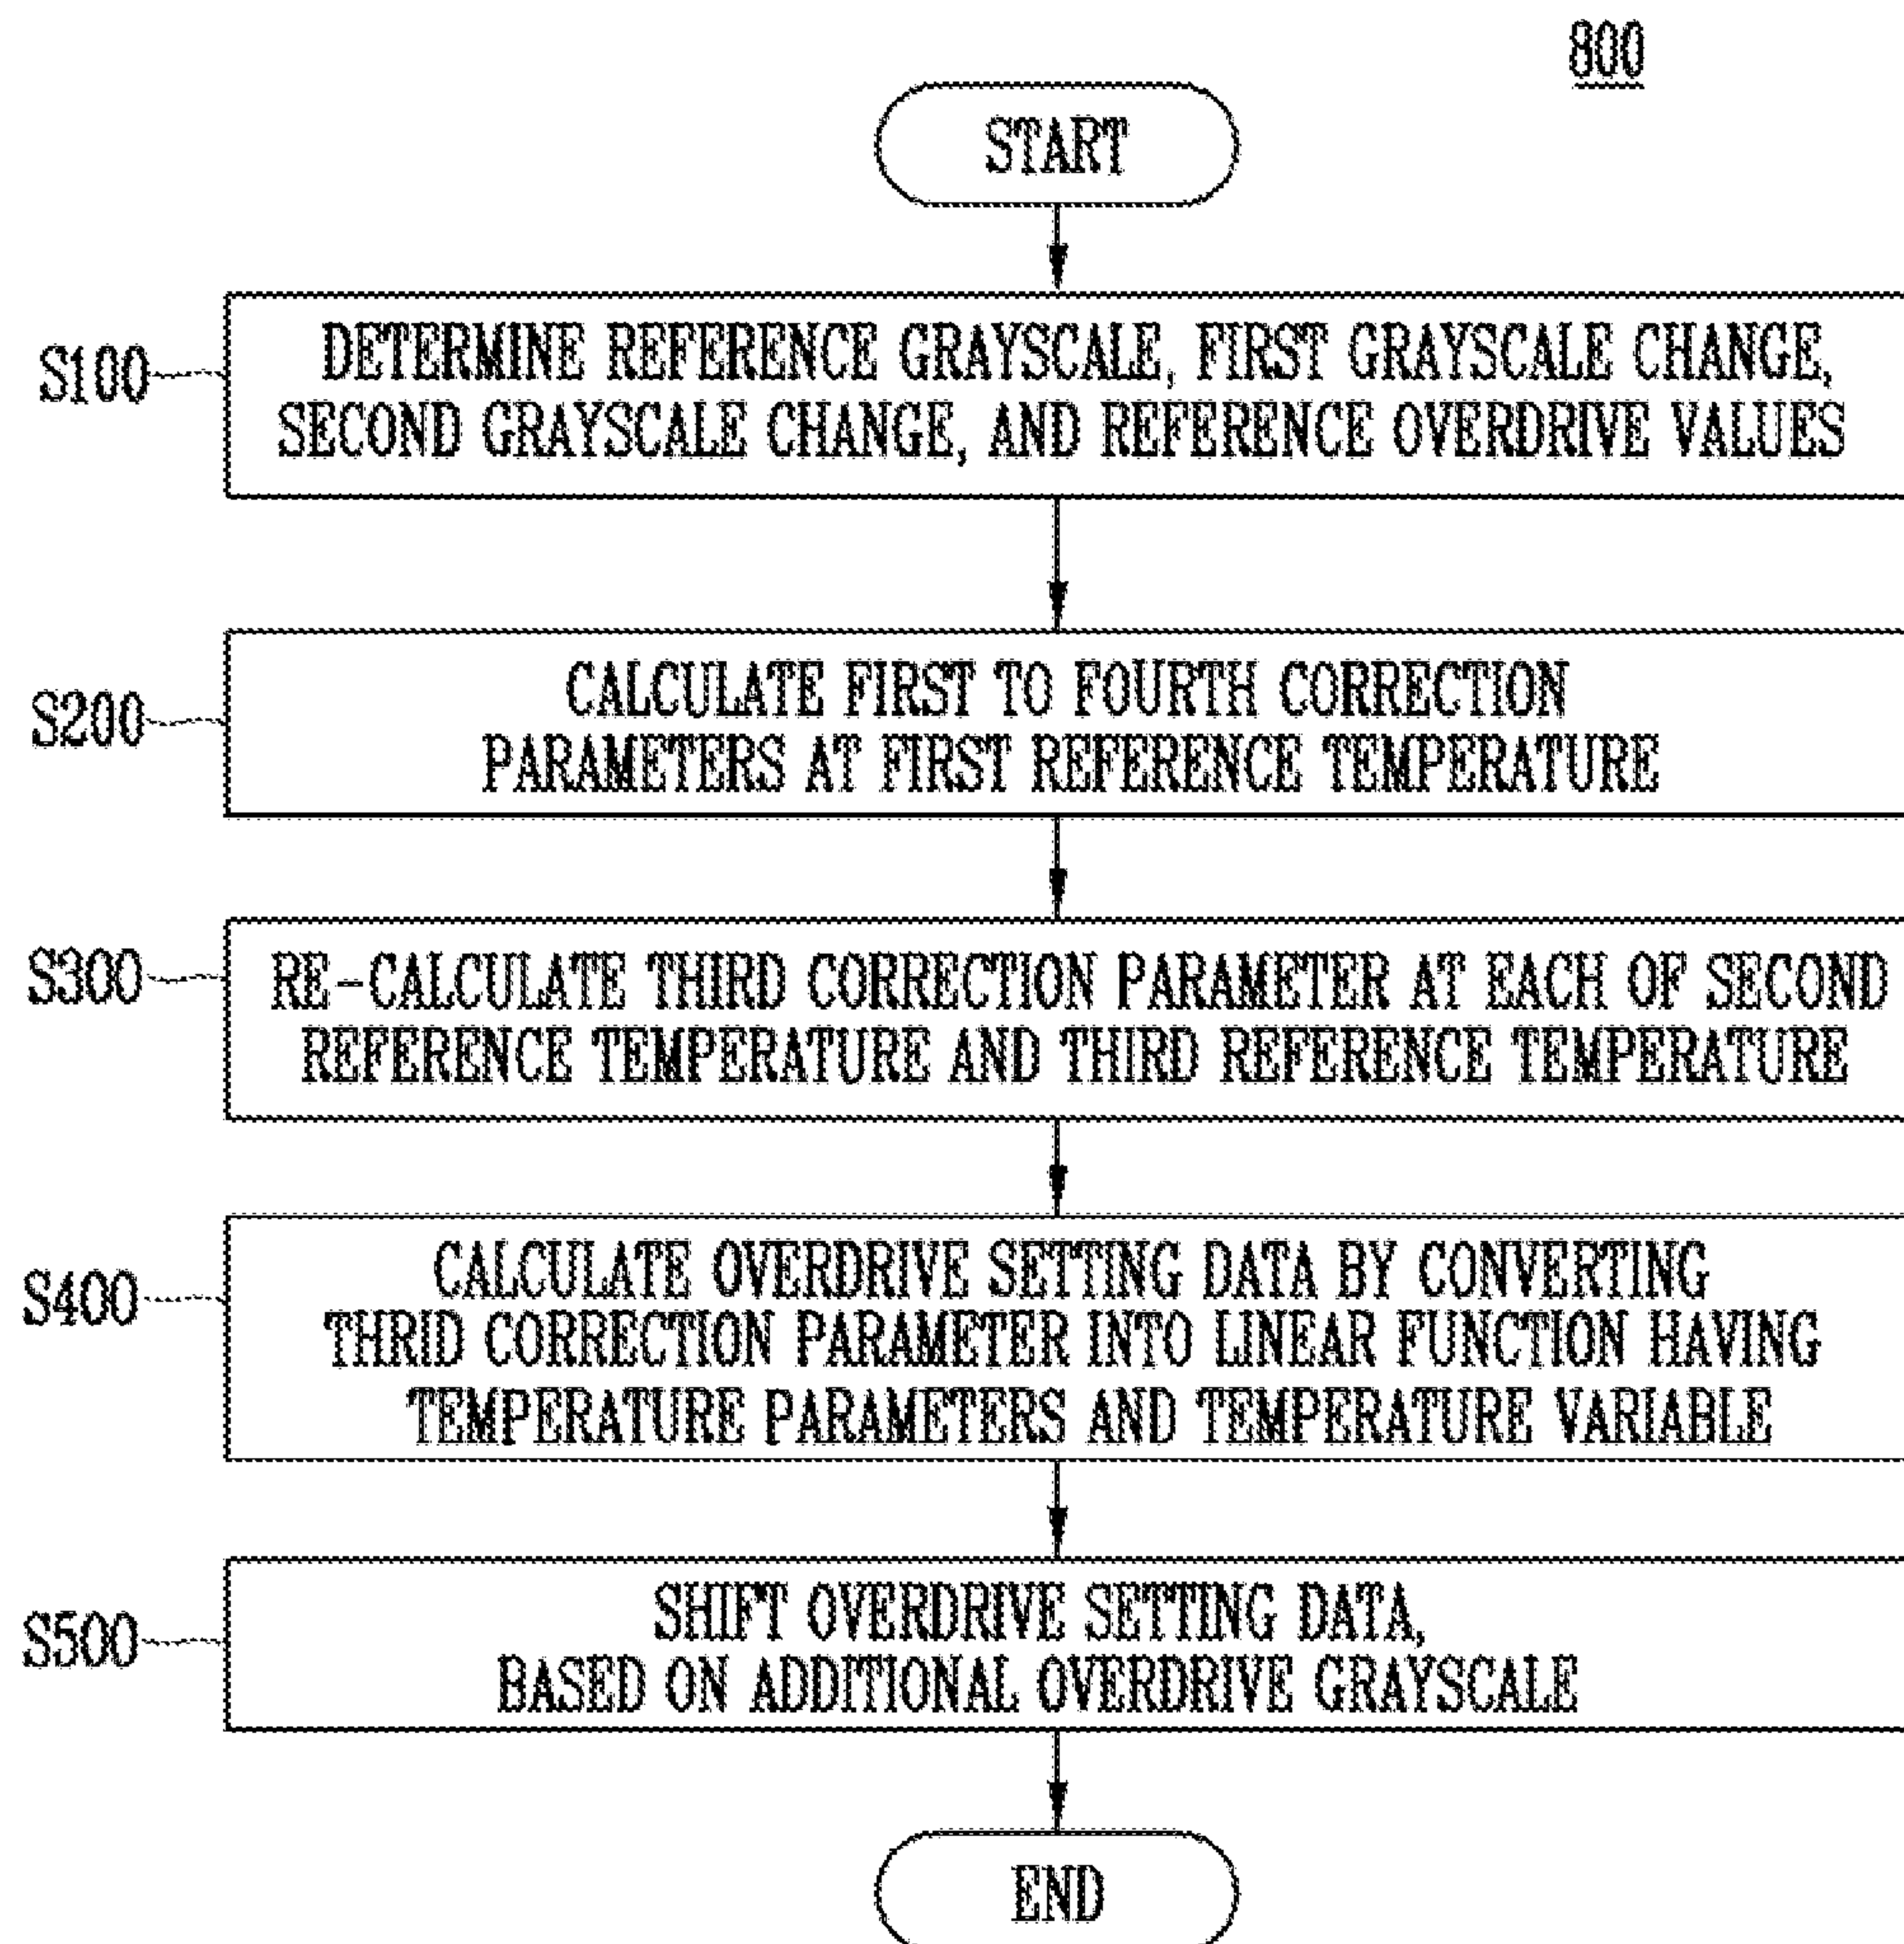 800
START
S100
DETERMINE REFERENCE GRAYSCALE, FIRST GRAYSCALE CHANGE,
SECOND GRAYSCALE CHANGE, AND REFERENCE OVERDRIVE VALUES
S200
CALCULATE FIRST TO FOURTH CORRECTION
PARAMETERS AT FIRST REFERENCE TEMPERATURE
S300
RE-CALCULATE THIRD CORRECTION PARAMETER AT EACH OF SECOND
REFERENCE TEMPERATURE AND THIRD REFERENCE TEMPERATURE
S400
CALCULATE OVERDRIVE SETTING DATA BY CONVERTING
THRID CORRECTION PARAMETER INTO LINEAR FUNCTION HAVING
TEMPERATURE PARAMETERS AND TEMPERATURE VARIABLE
S500
SHIFT OVERDRIVE SETTING DATA,
BASED ON ADDITIONAL OVERDRIVE GRAYSCALE
END